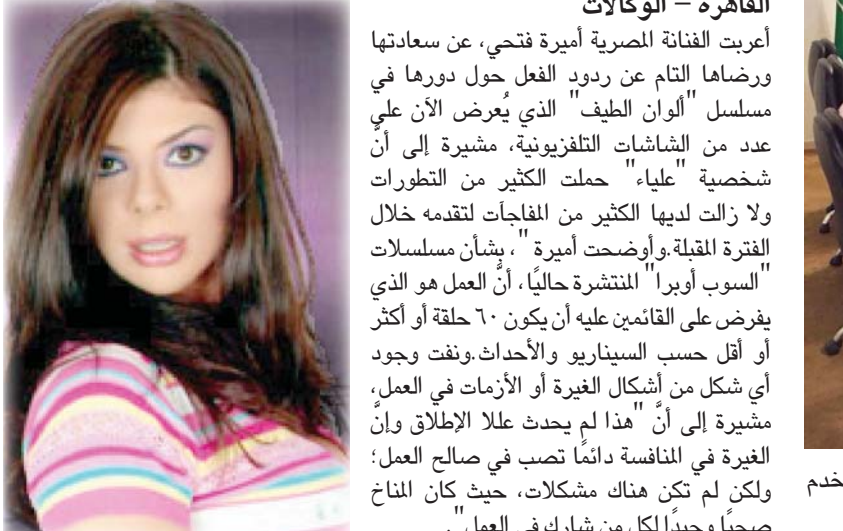 القاهرة – الوكالات
أعربت الفنانة المصرية أميرة فتحي، عن سعادتها
ورضاها التام عن ردود الفعل حول دورها في
مسلسل "ألوان الطيف" الذي يُعرض الآن على
عدد من الشاشات التلفزيونية، مشيرة إلى أنَّ
شخصية "علياء" حملت الكثير من التطورات
ولا زالت لديها الكثير من المفاجآت لتقدمه خلال
الفترة المقبلة.وأوضحت أميرة "، بشأن مسلسلات
"السوب أوبرا" المنتشرة حاليًا، أنَّ العمل هو الذي
يفرض على القائمين عليه أن يكون ٦٠ حلقة أو أكثر
أو أقل حسب السيناريو والأحداث.ونفت وجود
أي شكل من أشكال الغيرة أو الأزمات في العمل،
مشيرة إلى أنَّ "هذا لم يحدث عللا الإطلاق وإنَّ
الغيرة في المنافسة دائمًا تصب في صالح العمل؛
ولكن لم تكن هناك مشكلات، حيث كان المناخ
صحيًا وجيدًا لكل من شارك في العمل".
خدم